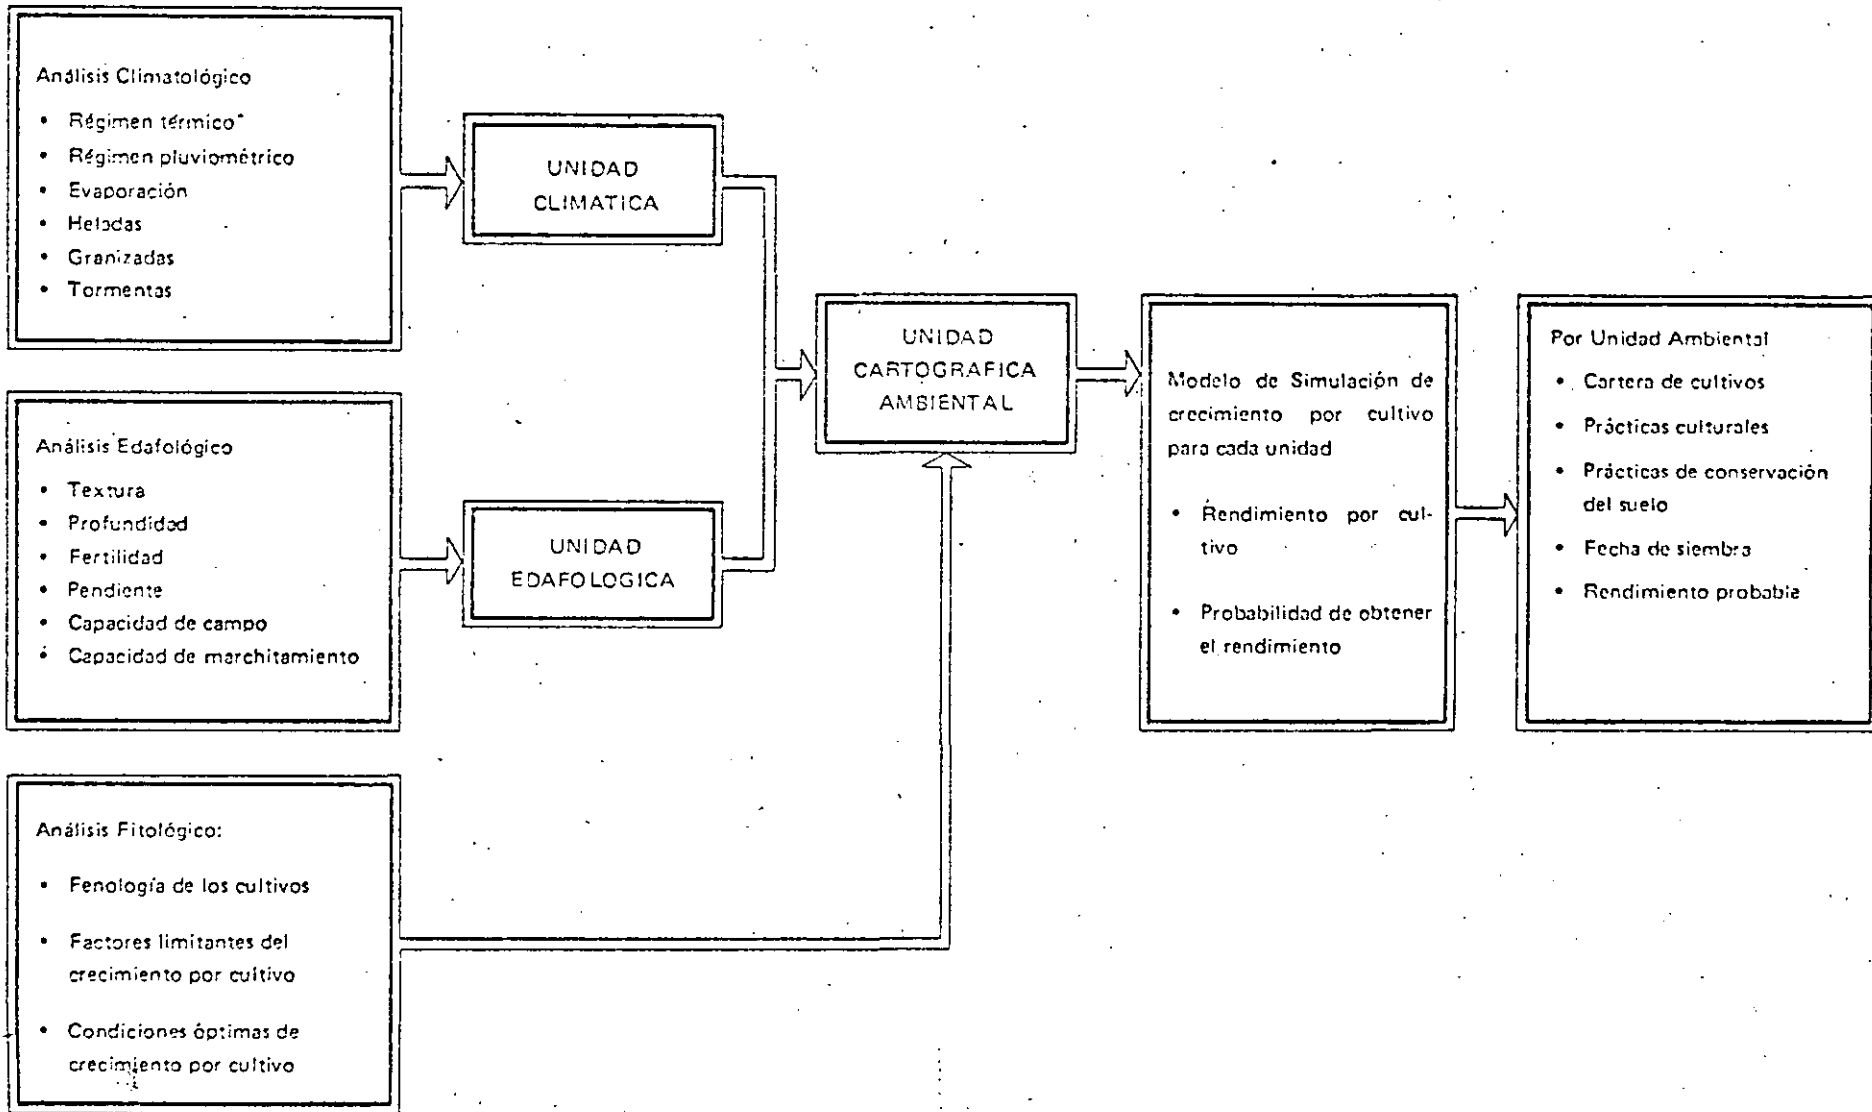 Análisis Climatológico
• Régimen térmico*
• Régimen pluviométrico
• Evaporación
• Heladas
• Granizadas
• Tormentas
UNIDAD
CLIMATICA
Análisis Edafológico
• Textura
• Profundidad
• Fertilidad
• Pendiente
• Capacidad de campo
• Capacidad de marchitamiento
UNIDAD
EDAFOLOGICA
Análisis Fitológico:
• Fenología de los cultivos
• Factores limitantes del
crecimiento por cultivo
• Condiciones óptimas de
crecimiento por cultivo
UNIDAD
CARTOGRAFICA
AMBIENTAL
Modelo de Simulación de
crecimiento por cultivo
para cada unidad
• Rendimiento por cul-
tivo
• Probabilidad de obtener
el rendimiento
Por Unidad Ambiental
• Cartera de cultivos
• Prácticas culturales
• Prácticas de conservación
del suelo
• Fecha de siembra
• Rendimiento probable